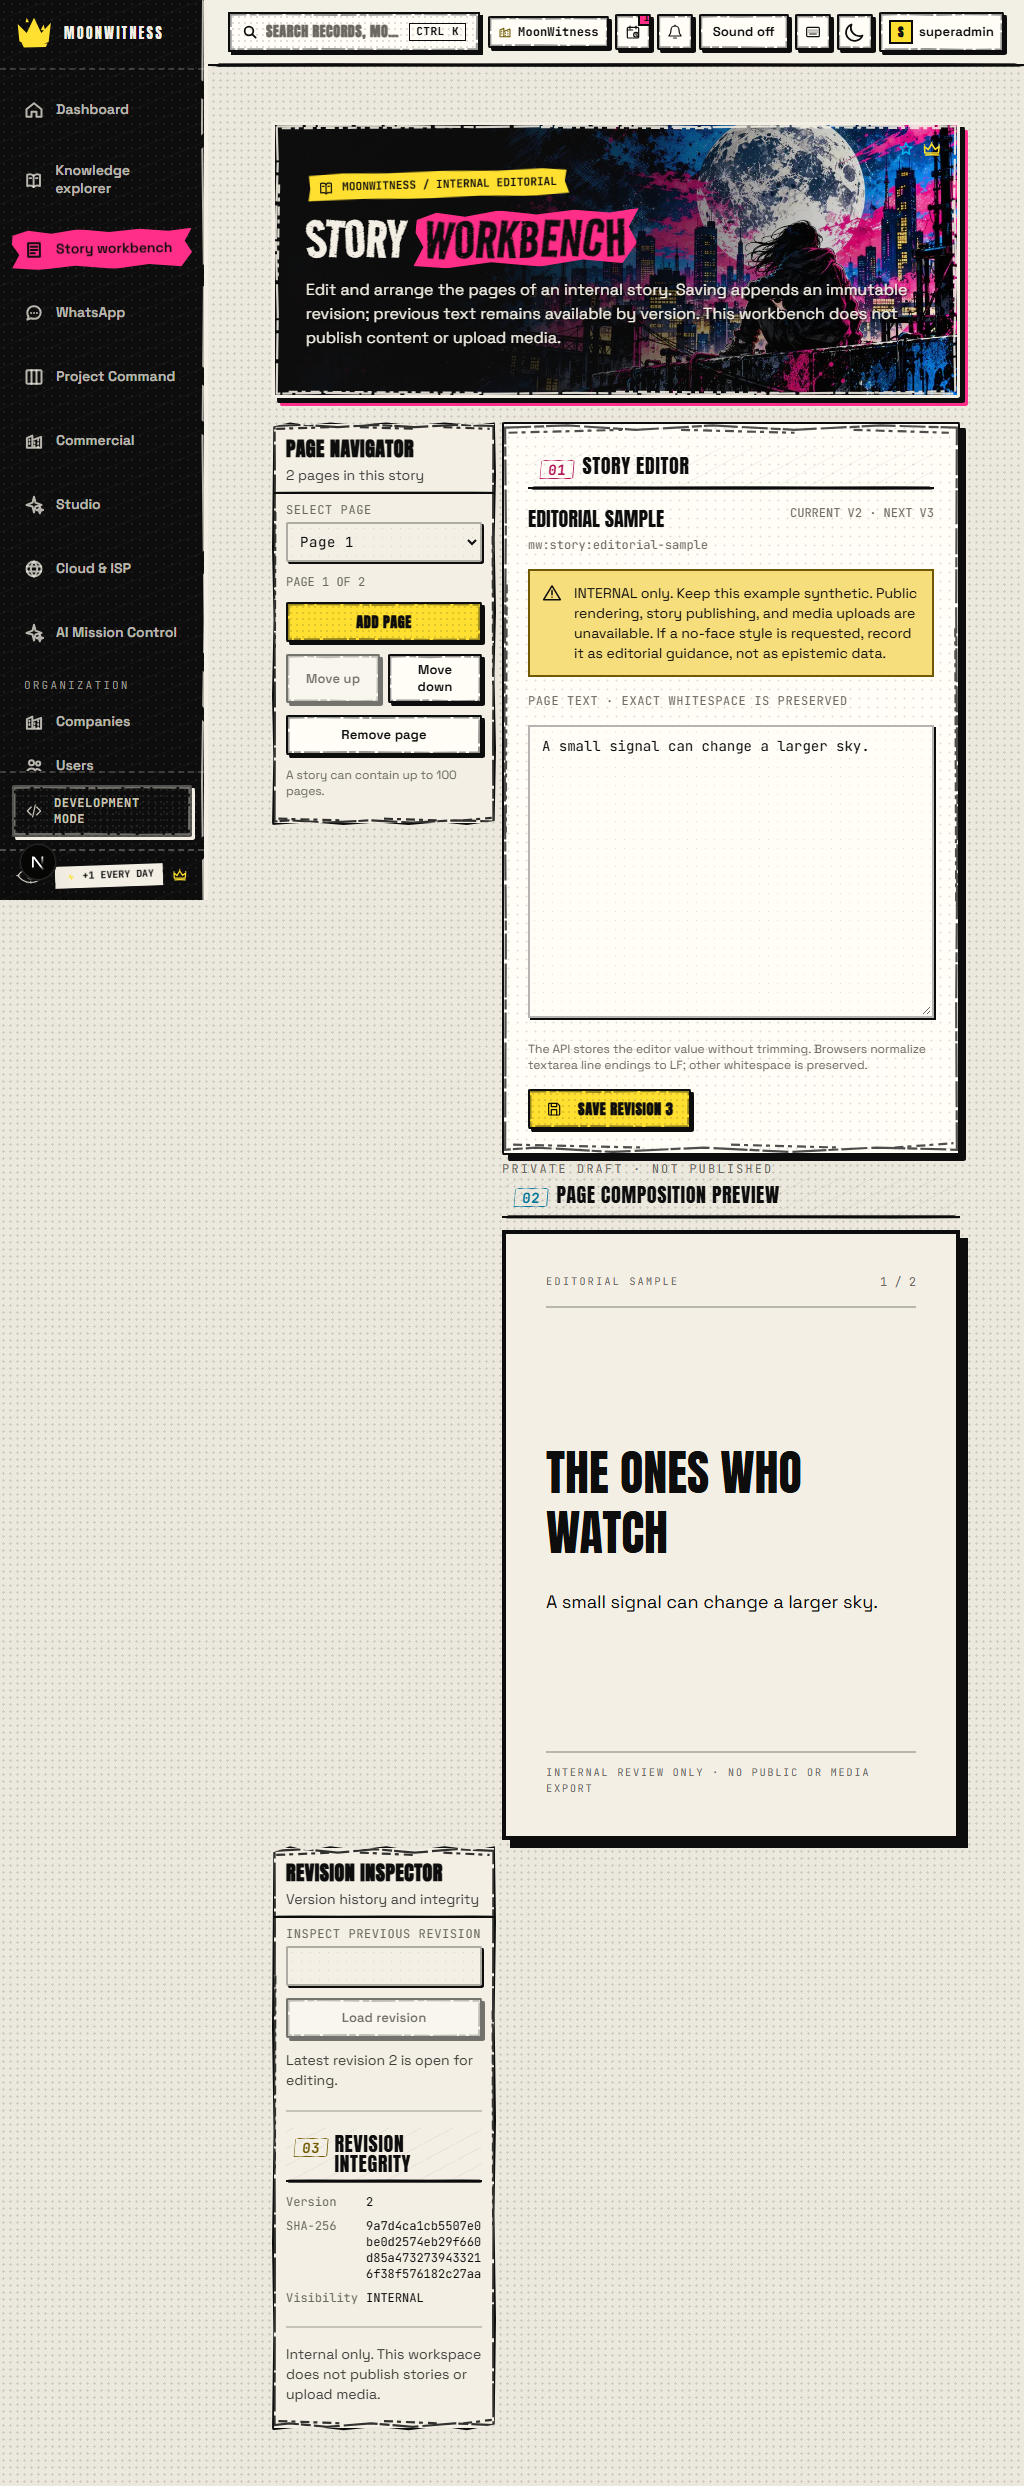 MOONWITNESS
SEARCH RECORDS, MO... CTRL K
MoonWitness
Sound off
S superadmin
Dashboard
Knowledge
explorer
Story workbench
WhatsApp
Project Command
Commercial
Studio
Cloud & ISP
AI Mission Control
ORGANIZATION
Companies
Users
DEVELOPMENT
MODE
N
+1 EVERY DAY
MOONWITNESS / INTERNAL EDITORIAL
STORY WORKBENCH
Edit and arrange the pages of an internal story. Saving appends an immutable
revision; previous text remains available by version. This workbench does not
publish content or upload media.
PAGE NAVIGATOR
2 pages in this story
SELECT PAGE
Page 1
PAGE 1 OF 2
ADD PAGE
Move up
Move
down
Remove page
A story can contain up to 100
pages.
01 STORY EDITOR
EDITORIAL SAMPLE
CURRENT V2 · NEXT V3
mw:story:editorial-sample
INTERNAL only. Keep this example synthetic. Public
rendering, story publishing, and media uploads are
unavailable. If a no-face style is requested, record
it as editorial guidance, not as epistemic data.
PAGE TEXT · EXACT WHITESPACE IS PRESERVED
A small signal can change a larger sky.
The API stores the editor value without trimming. Browsers normalize
textarea line endings to LF; other whitespace is preserved.
SAVE REVISION 3
PRIVATE DRAFT · NOT PUBLISHED
02 PAGE COMPOSITION PREVIEW
EDITORIAL SAMPLE
1 / 2
THE ONES WHO
WATCH
A small signal can change a larger sky.
INTERNAL REVIEW ONLY · NO PUBLIC OR MEDIA
EXPORT
REVISION INSPECTOR
Version history and integrity
INSPECT PREVIOUS REVISION
Load revision
Latest revision 2 is open for
editing.
03 REVISION
INTEGRITY
Version 2
SHA-256 9a7d4ca1cb5507e0
be0d2574eb29f660
d85a473273943321
6f38f576182c27aa
Visibility INTERNAL
Internal only. This workspace
does not publish stories or
upload media.